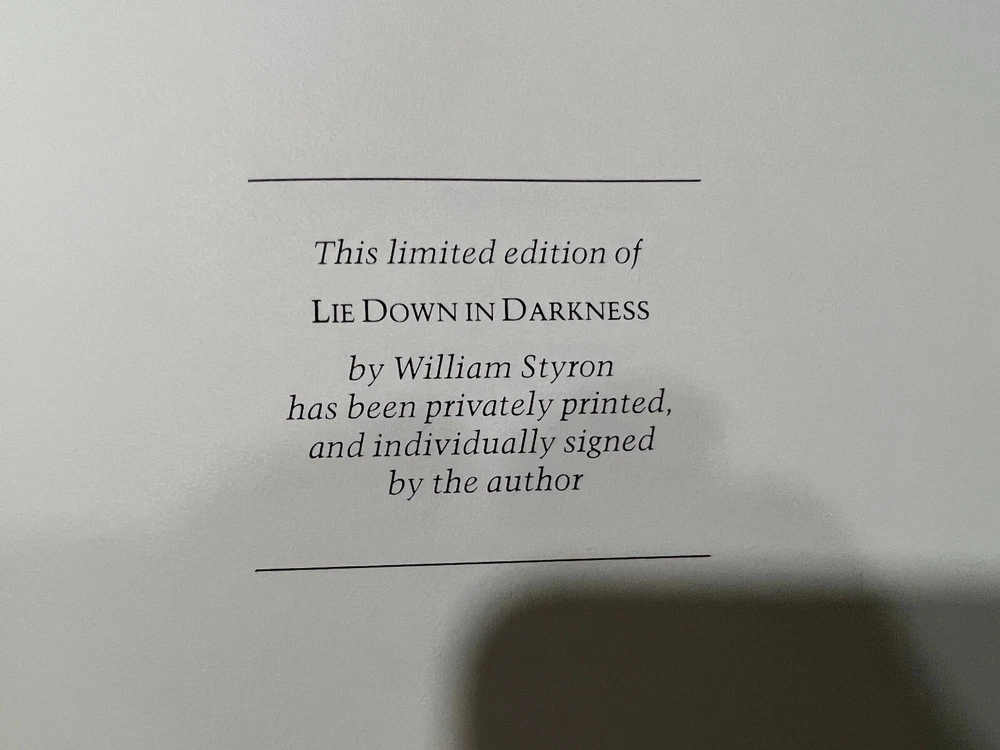 This limited edition of
LIE DOWN IN DARKNESS
by William Styron
has been privately printed,
and individually signed
by the author